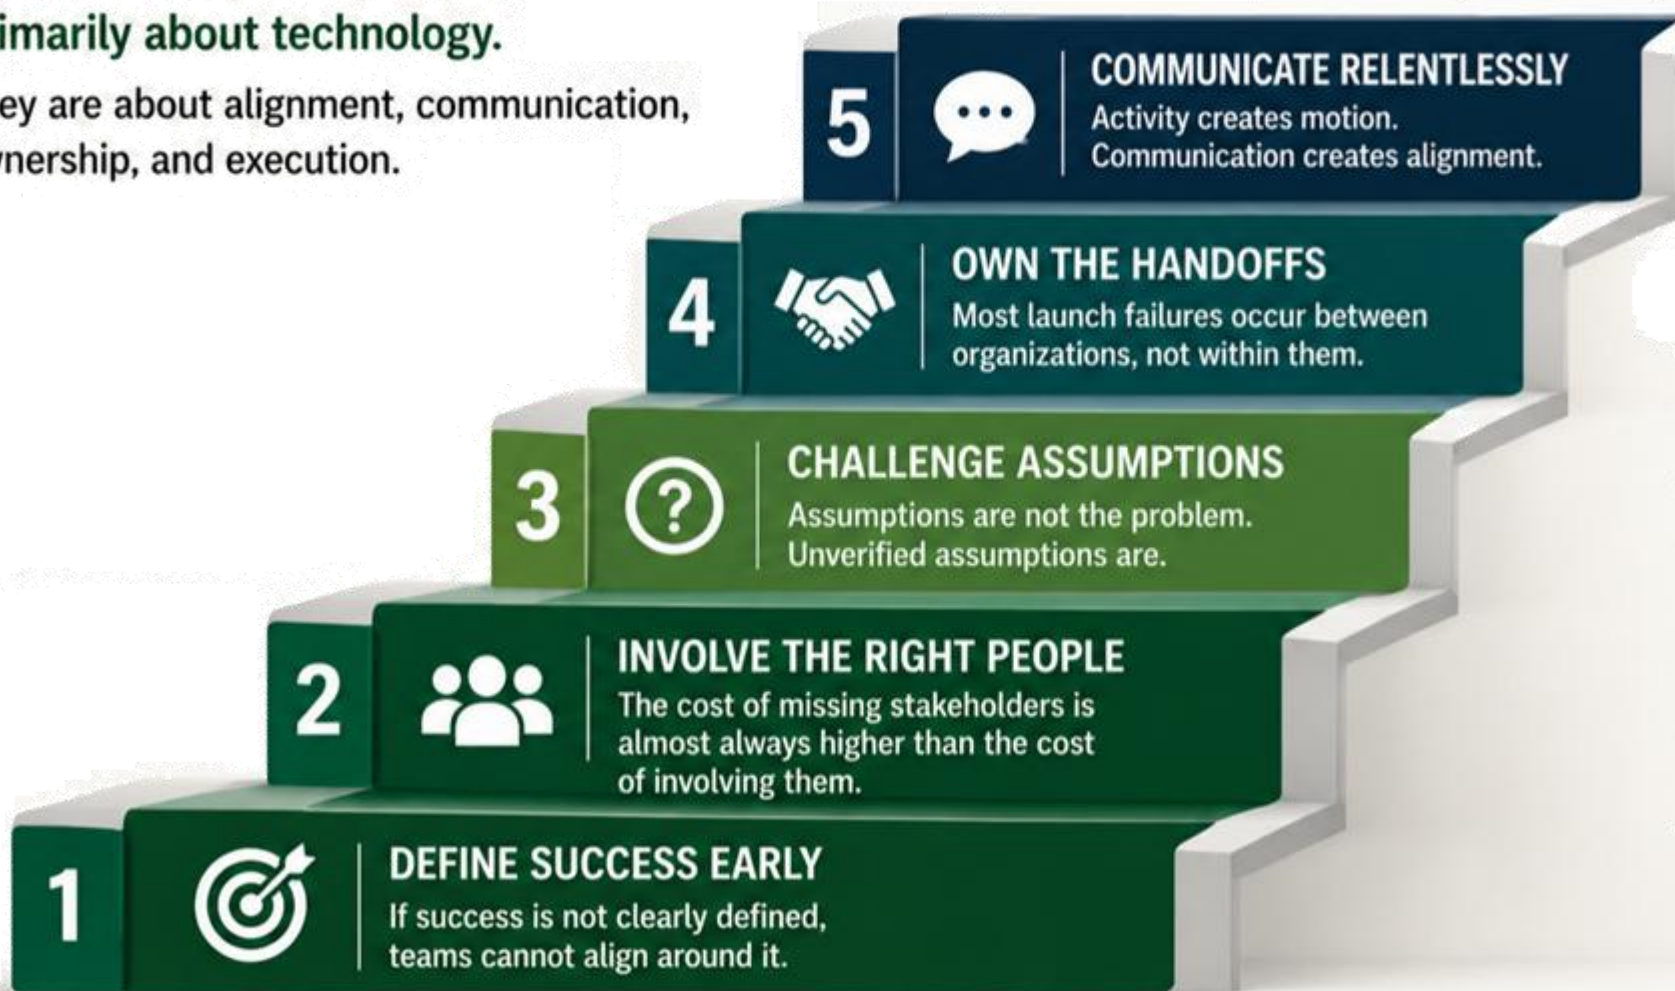 imarily about technology.
ey are about alignment, communication,
nership, and execution.
5
COMMUNICATE RELENTLESSLY
Activity creates motion.
Communication creates alignment.
4
OWN THE HANDOFFS
Most launch failures occur between
organizations, not within them.
3
?
CHALLENGE ASSUMPTIONS
Assumptions are not the problem.
Unverified assumptions are.
2
INVOLVE THE RIGHT PEOPLE
The cost of missing stakeholders is
almost always higher than the cost
of involving them.
1
DEFINE SUCCESS EARLY
If success is not clearly defined,
teams cannot align around it.